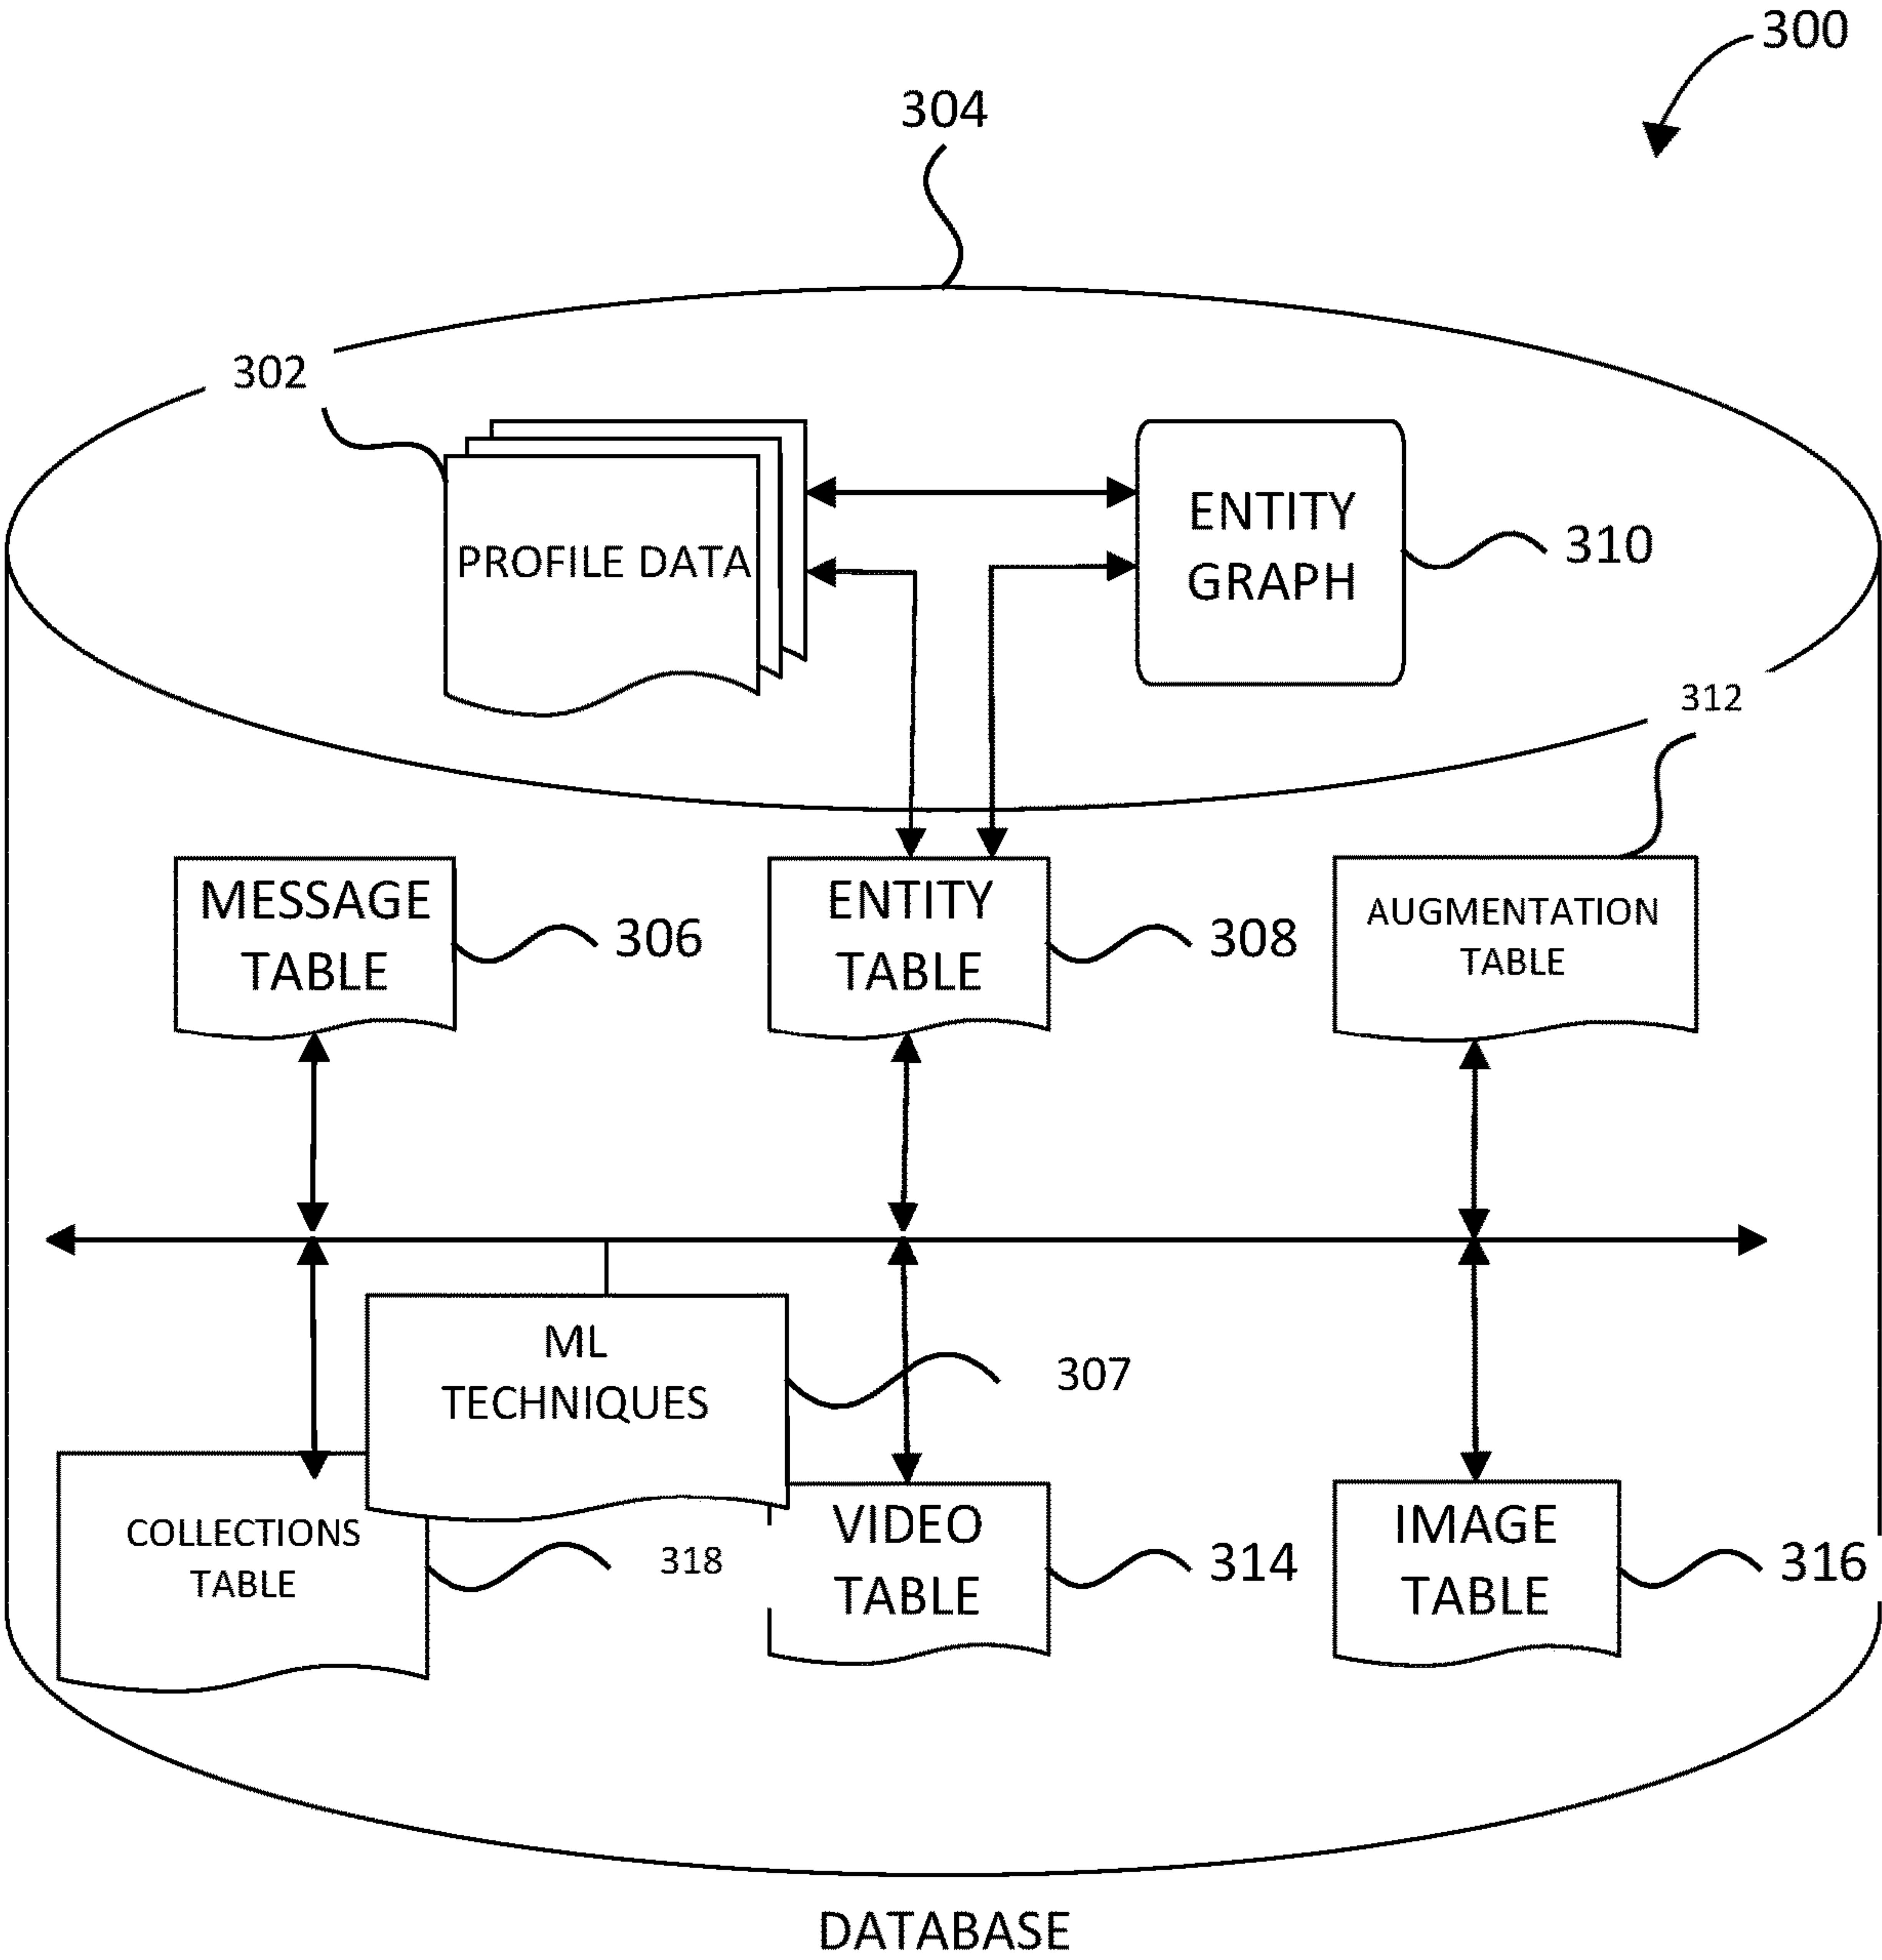 300
304
302
PROFILE DATA
ENTITY
GRAPH
310
312
MESSAGE
TABLE
306
ENTITY
TABLE
308
AUGMENTATION
TABLE
ML
TECHNIQUES
307
COLLECTIONS
TABLE
318
VIDEO
TABLE
314
IMAGE
TABLE
316
DATABASE